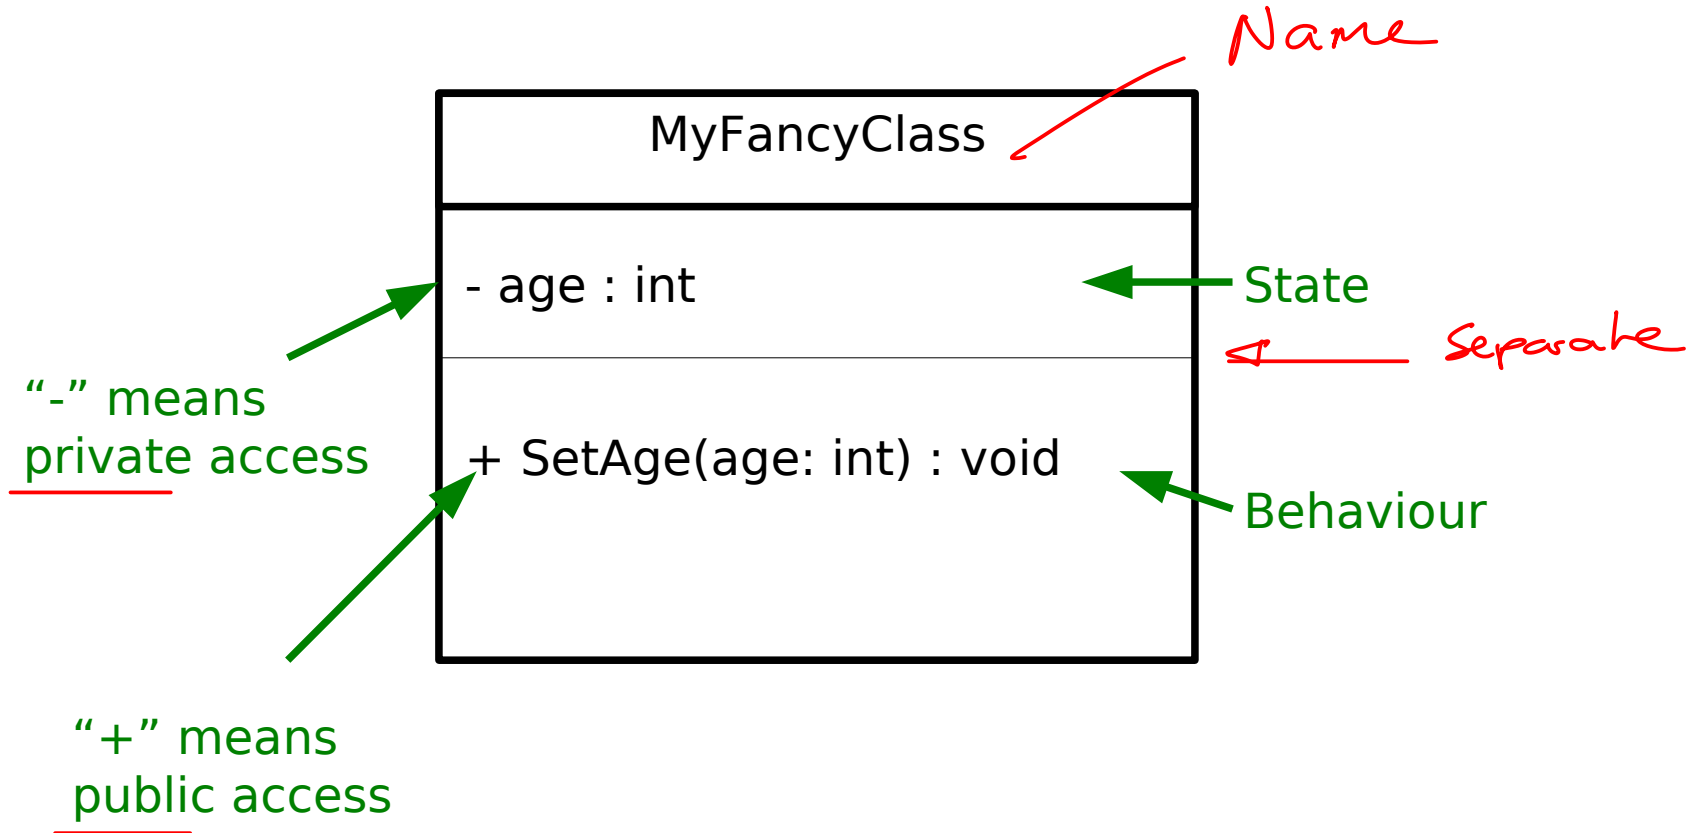 Name
MyFancyClass
- age : int
State
Separate
“-” means
private access
+ SetAge(age: int) : void
Behaviour
“+” means
public access